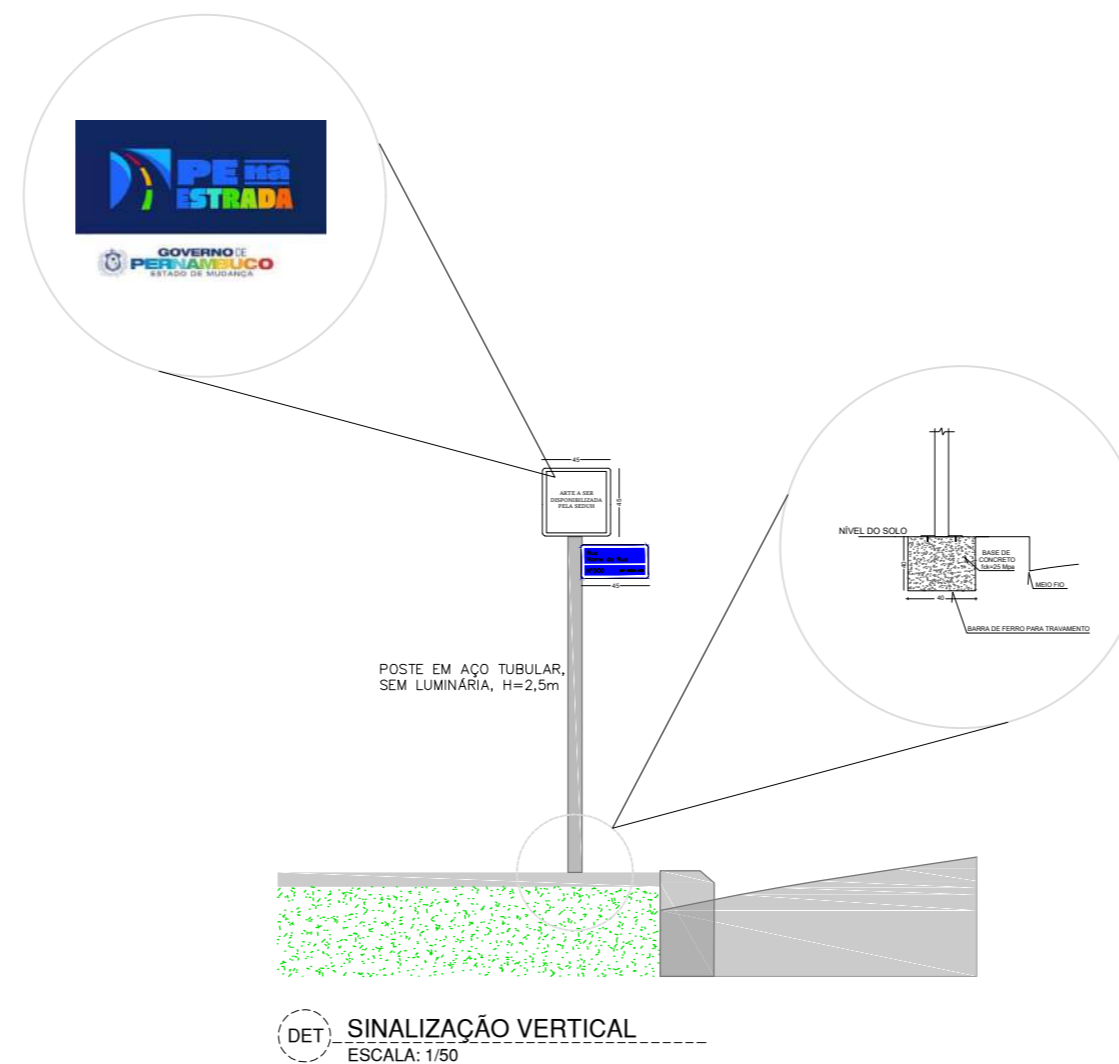 PE na
ESTRADA
GOVERNO DE
PERNAMBUCO
ESTADO DE MUDANÇA
45
45
ARTE A SER
DISPONIBILIZADA
PELA SEDUH
Rua
45
POSTE EM AÇO TUBULAR,
SEM LUMINÁRIA, H=2,5m
NÍVEL DO SOLO
BASE DE
CONCRETO
fck=25 Mpa
40
40
MEIO FIO
BARRA DE FERRO PARA TRAVAMENTO
DET
SINALIZAÇÃO VERTICAL
ESCALA: 1/50